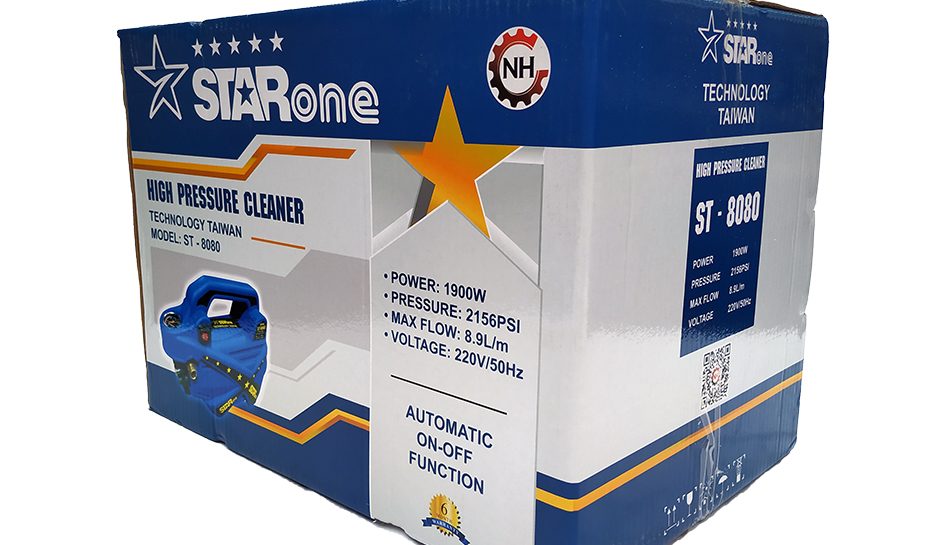 STARone
NH
HIGH PRESSURE CLEANER
TECHNOLOGY TAIWAN
MODEL: ST - 8080
• POWER: 1900W
• PRESSURE: 2156PSI
• MAX FLOW: 8.9L/m
• VOLTAGE: 220V/50Hz
AUTOMATIC
ON-OFF
FUNCTION
6
WARRANTY
STARone
TECHNOLOGY
TAIWAN
HIGH PRESSURE CLEANER
ST - 8080
POWER 1900W
PRESSURE 2156PSI
MAX FLOW 8.9L/m
VOLTAGE 220V/50Hz